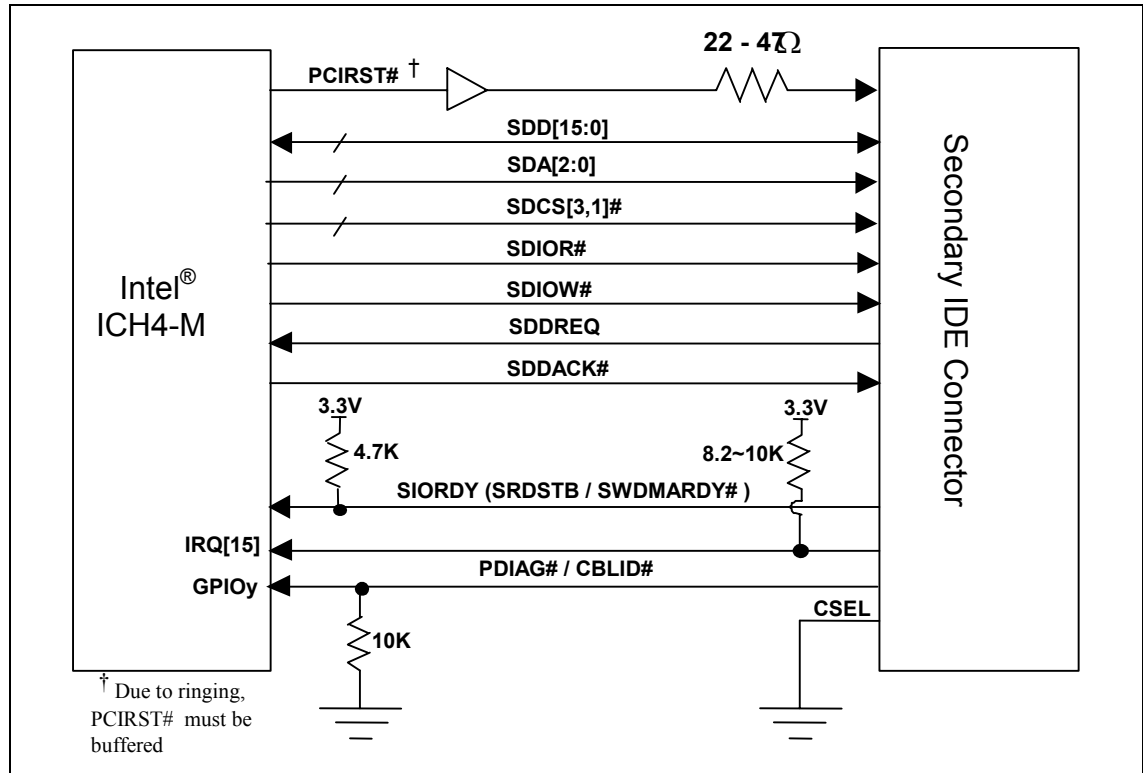 22 - 47Ω
PCIRST# †
SDD[15:0]
SDA[2:0]
SDCS[3,1]#
SDIOR#
SDIOW#
SDDREQ
SDDACK#
Intel®
ICH4-M
Secondary IDE Connector
3.3V
4.7K
3.3V
8.2~10K
SIORDY (SRDSTB / SWDMARDY# )
IRQ[15]
PDIAG# / CBLID#
GPIOy
CSEL
10K
† Due to ringing,
PCIRST# must be
buffered